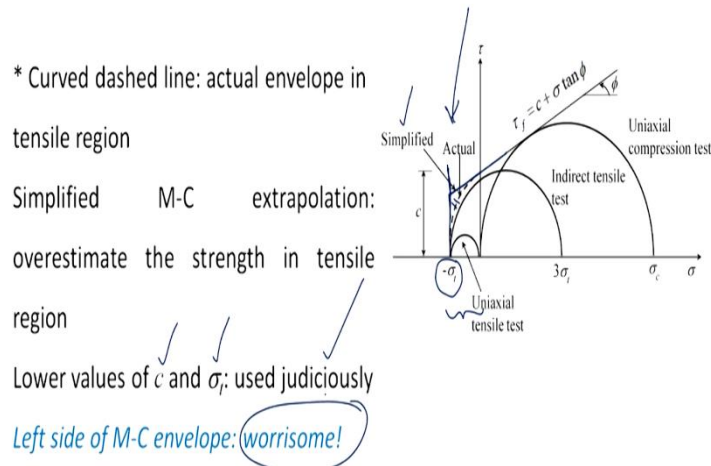 * Curved dashed line: actual envelope in
tensile region
Simplified M-C extrapolation:
overestimate the strength in tensile
region
Lower values of c and σt: used judiciously
Left side of M-C envelope: worrisome!
τ
τf = c + σ tan ϕ
ϕ
Simplified
Actual
Uniaxial
compression test
Indirect tensile
test
c
-σt
3σt
σc
σ
Uniaxial
tensile test